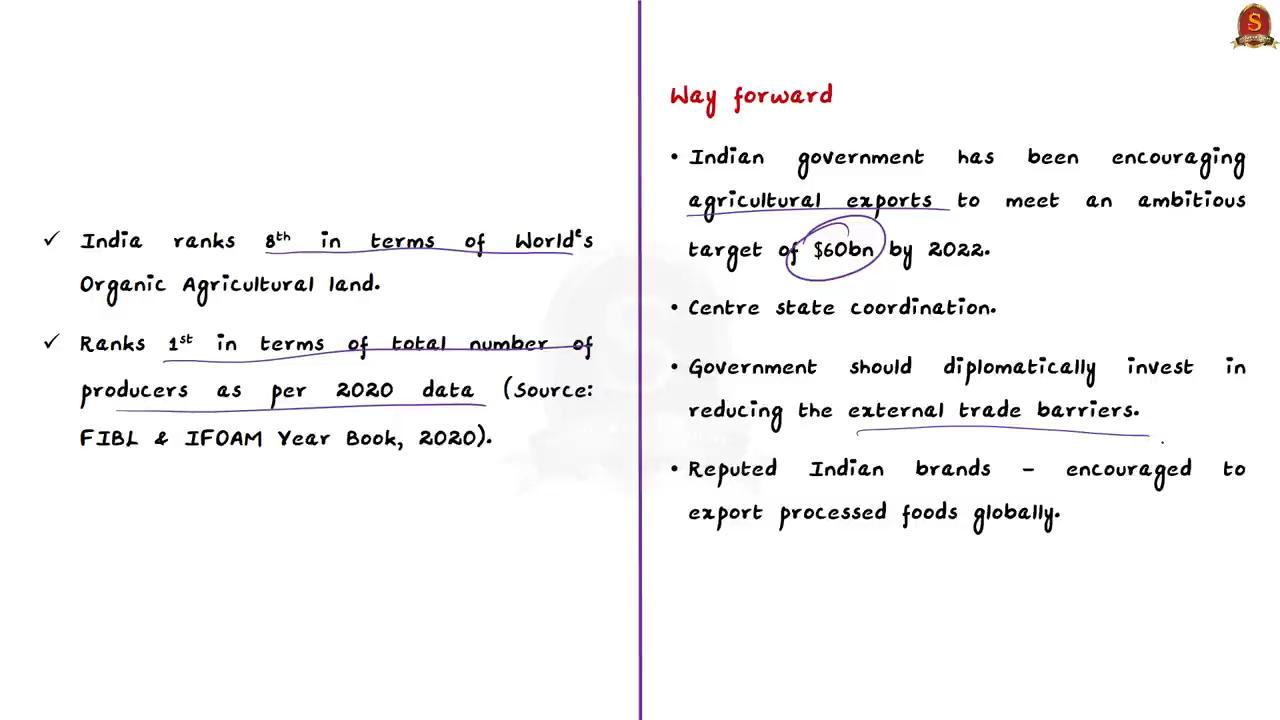 ✓ India ranks 8th in terms of World's
Organic Agricultural land.
✓ Ranks 1st in terms of total number of
producers as per 2020 data (Source:
FIBL & IFOAM Year Book, 2020).
Way forward
• Indian government has been encouraging
agricultural exports to meet an ambitious
target of $60bn by 2022.
• Centre state coordination.
• Government should diplomatically invest in
reducing the external trade barriers.
• Reputed Indian brands – encouraged to
export processed foods globally.
S